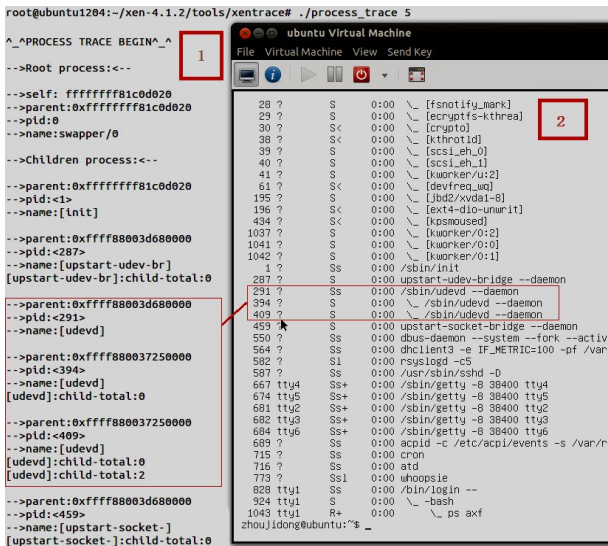 root@ubuntu1204:~/xen-4.1.2/tools/xentrace# ./process_trace 5
^_^PROCESS TRACE BEGIN^_^
1
-->Root process:<--
-->self: ffffffff81c0d020
-->parent:0xffffffff81c0d020
-->pid:0
-->name:swapper/0
-->Children process:<--
-->parent:0xffffffff81c0d020
-->pid:<1>
-->name:[init]
-->parent:0xffff88003d680000
-->pid:<287>
-->name:[upstart-udev-br]
[upstart-udev-br]:child-total:0
-->parent:0xffff88003d680000
-->pid:<291>
-->name:[udevd]
-->parent:0xffff880037250000
-->pid:<394>
-->name:[udevd]
[udevd]:child-total:0
-->parent:0xffff880037250000
-->pid:<409>
-->name:[udevd]
[udevd]:child-total:0
[udevd]:child-total:2
-->parent:0xffff88003d680000
-->pid:<459>
-->name:[upstart-socket-]
[upstart-socket-]:child-total:0
ubuntu Virtual Machine
File Virtual Machine View Send Key
2
28 ? S 0:00 \_ [fsnotify_mark]
29 ? S 0:00 \_ [ecryptfs-kthrea]
30 ? S< 0:00 \_ [crypto]
38 ? S< 0:00 \_ [kthrotld]
39 ? S 0:00 \_ [scsi_eh_0]
40 ? S 0:00 \_ [scsi_eh_1]
41 ? S 0:00 \_ [kworker/u:2]
61 ? S< 0:00 \_ [devfreq_wq]
195 ? S 0:00 \_ [jbd2/xvda1-8]
196 ? S< 0:00 \_ [ext4-dio-unwrit]
434 ? S< 0:00 \_ [kpsmoused]
1037 ? S 0:00 \_ [kworker/0:2]
1041 ? S 0:00 \_ [kworker/0:0]
1042 ? S 0:00 \_ [kworker/0:1]
1 ? Ss 0:00 /sbin/init
287 ? S 0:00 upstart-udev-bridge --daemon
291 ? Ss 0:00 /sbin/udevd --daemon
394 ? S 0:00 \_ /sbin/udevd --daemon
409 ? S 0:00 \_ /sbin/udevd --daemon
459 ? S 0:00 upstart-socket-bridge --daemon
550 ? Ss 0:00 dbus-daemon --system --fork --activ
564 ? Ss 0:00 dhclient3 -e IF_METRIC=100 -pf /var
582 ? Sl 0:00 rsyslogd -c5
587 ? Ss 0:00 /usr/sbin/sshd -D
667 tty4 Ss+ 0:00 /sbin/getty -8 38400 tty4
674 tty5 Ss+ 0:00 /sbin/getty -8 38400 tty5
681 tty2 Ss+ 0:00 /sbin/getty -8 38400 tty2
682 tty3 Ss+ 0:00 /sbin/getty -8 38400 tty3
684 tty6 Ss+ 0:00 /sbin/getty -8 38400 tty6
689 ? Ss 0:00 acpid -c /etc/acpi/events -s /var/r
715 ? Ss 0:00 cron
716 ? Ss 0:00 atd
773 ? Ssl 0:00 whoopsie
828 tty1 Ss 0:00 /bin/login --
924 tty1 S 0:00 \_ -bash
1043 tty1 R+ 0:00 \_ ps axf
zhoujidong@ubuntu:~$ _